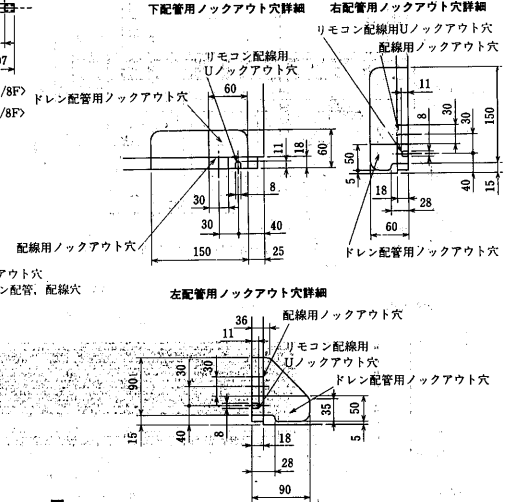 下配管用ノックアウト穴詳細
右配管用ノックアウト穴詳細
リモコン配線用
Uノックアウト穴
リモコン配線用Uノックアウト穴
配線用ノックアウト穴
07
/8F>
/8F>
ドレン配管用ノックアウト穴
60
11
18
60
30
8
30
40
150
25
配線用ノックアウト穴
11
8
30
30
150
50
5
18
28
40
15
60
ドレン配管用ノックアウト穴
アウト穴
ン配管，配線穴
左配管用ノックアウト穴詳細
36
11
配線用ノックアウト穴
リモコン配線用
Uノックアウト穴
ドレン配管用ノックアウト穴
90
30
30
15
40
8
18
28
90
35
50
5